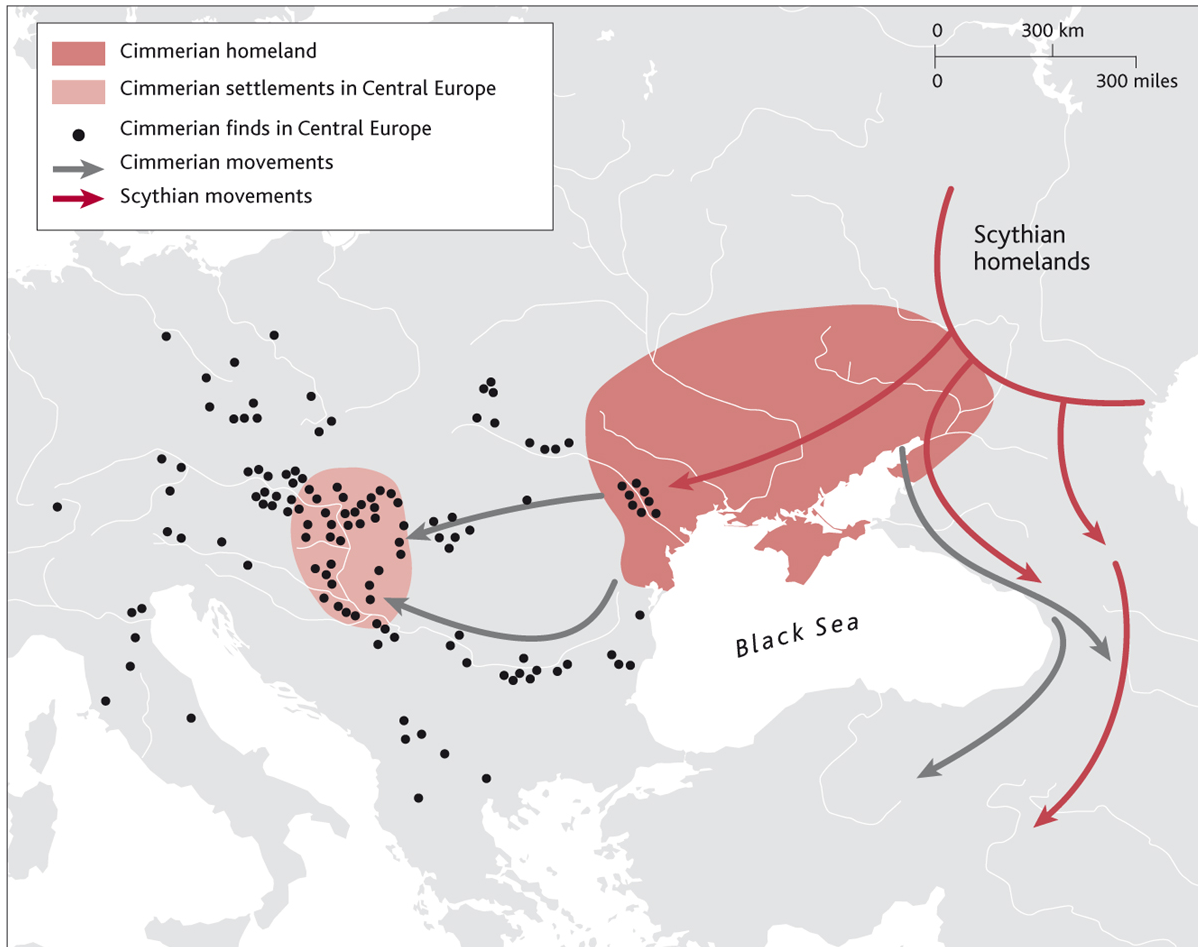 Cimmerian homeland
Cimmerian settlements in Central Europe
Cimmerian finds in Central Europe
Cimmerian movements
Scythian movements
0 300 km
0 300 miles
Scythian
homelands
Black Sea